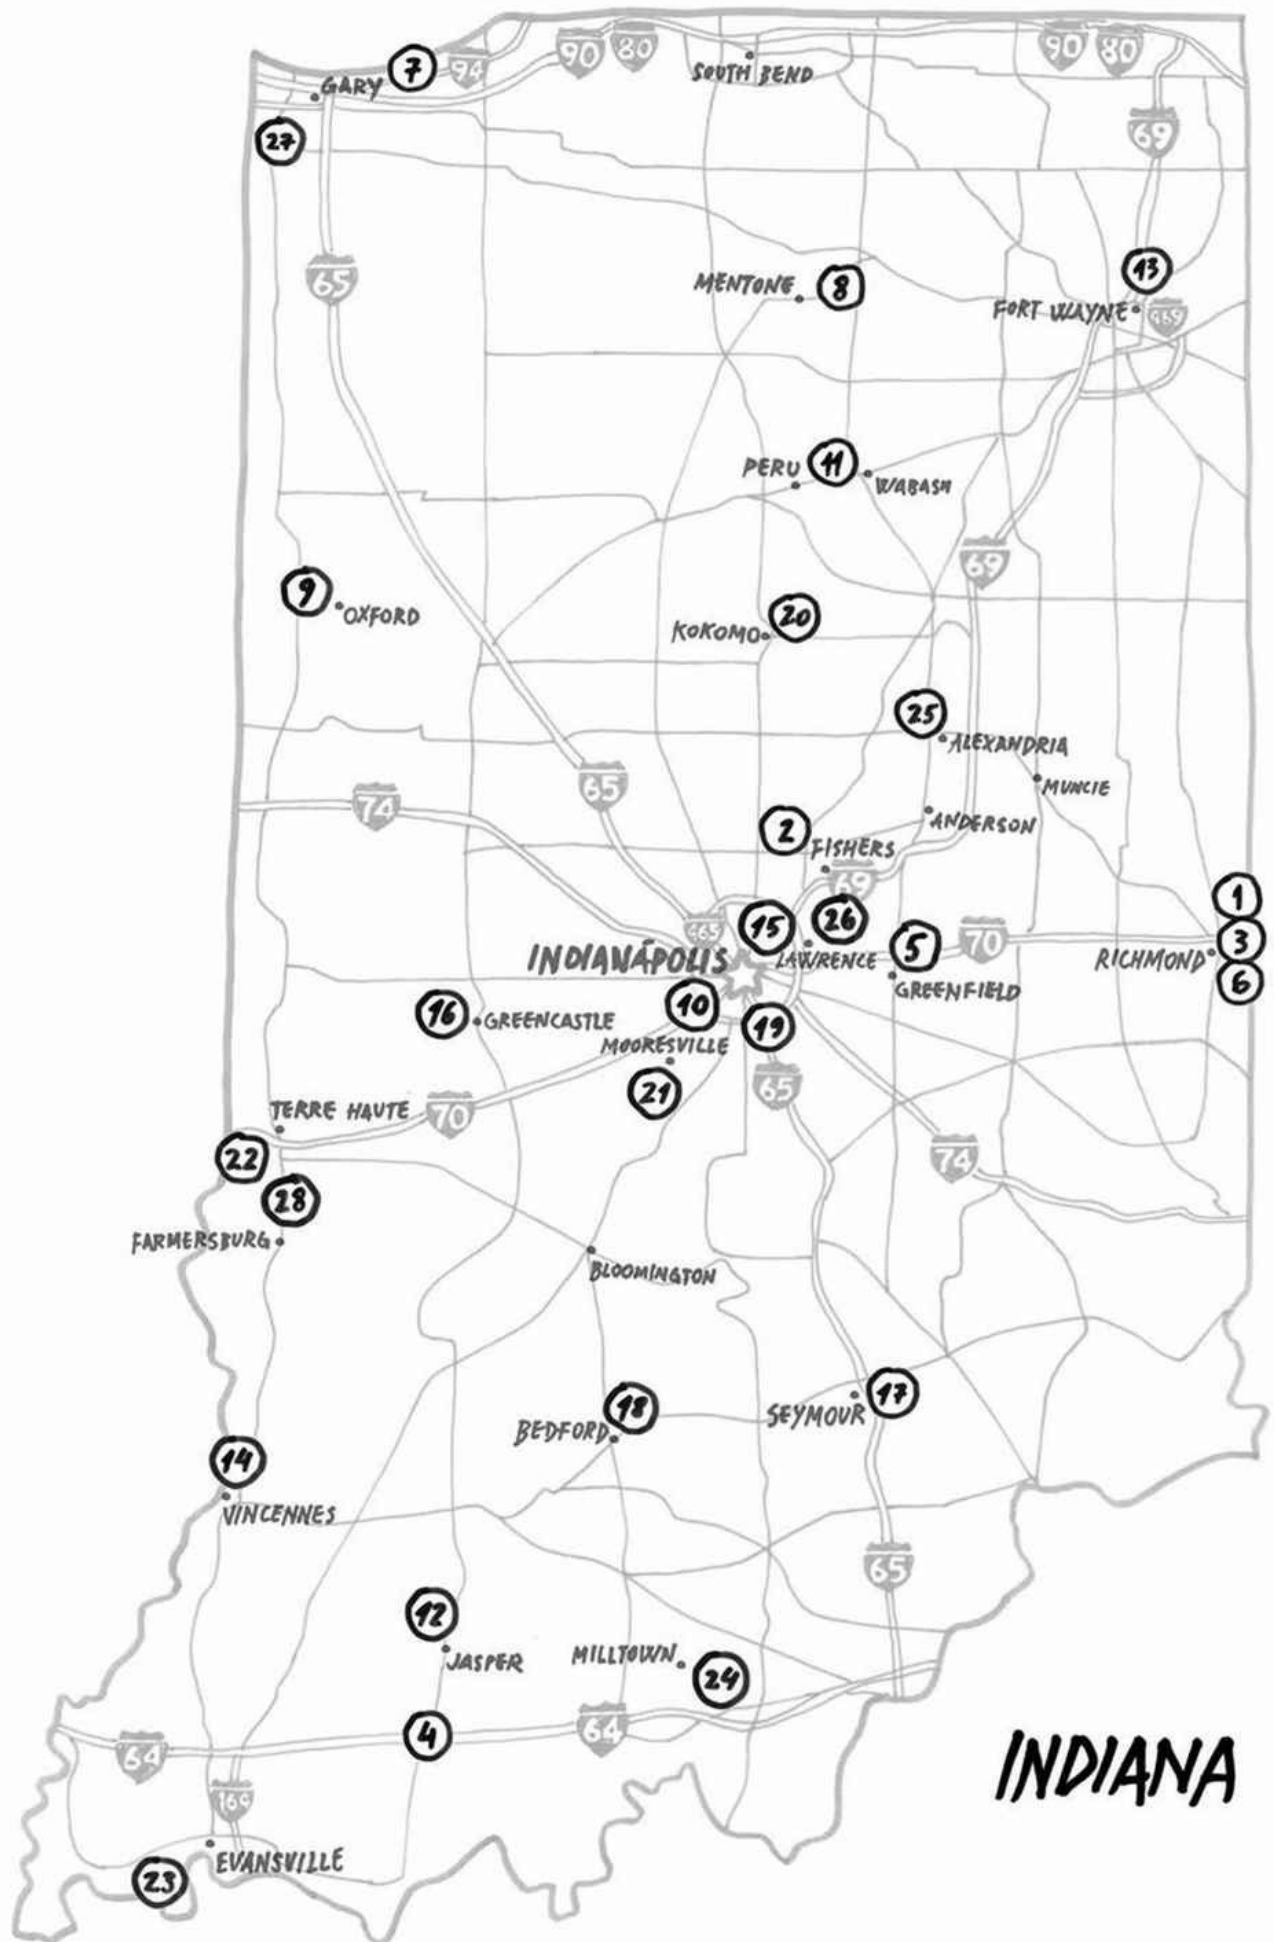 7
94
90
80
90
80
SOUTH BEND
GARY
27
69
65
MENTONE
8
13
FORT WAYNE
469
PERU
11
WABASH
69
9
OXFORD
KOKOMO
20
25
ALEXANDRIA
65
74
MUNCIE
2
ANDERSON
FISHERS
69
1
15
26
465
5
70
3
INDIANÁPOLIS
LAWRENCE
RICHMOND
6
GREENFIELD
16
GREENCASTLE
10
19
MOORESVILLE
21
65
TERRE HAUTE
70
22
74
28
FARMERSBURG
BLOOMINGTON
17
18
SEYMOUR
BEDFORD
14
VINCENNES
65
12
JASPER
MILLTOWN
24
4
64
64
INDIANA
164
EVANSVILLE
23